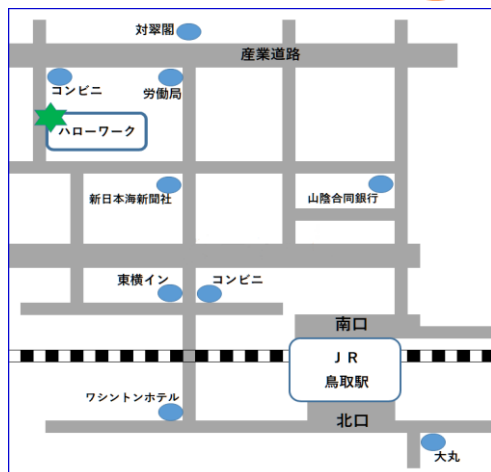 対翠閣
産業道路
コンビニ
労働局
ハローワーク
新日本海新聞社
山陰合同銀行
東横イン
コンビニ
南口
ＪＲ
鳥取駅
ワシントンホテル
北口
大丸